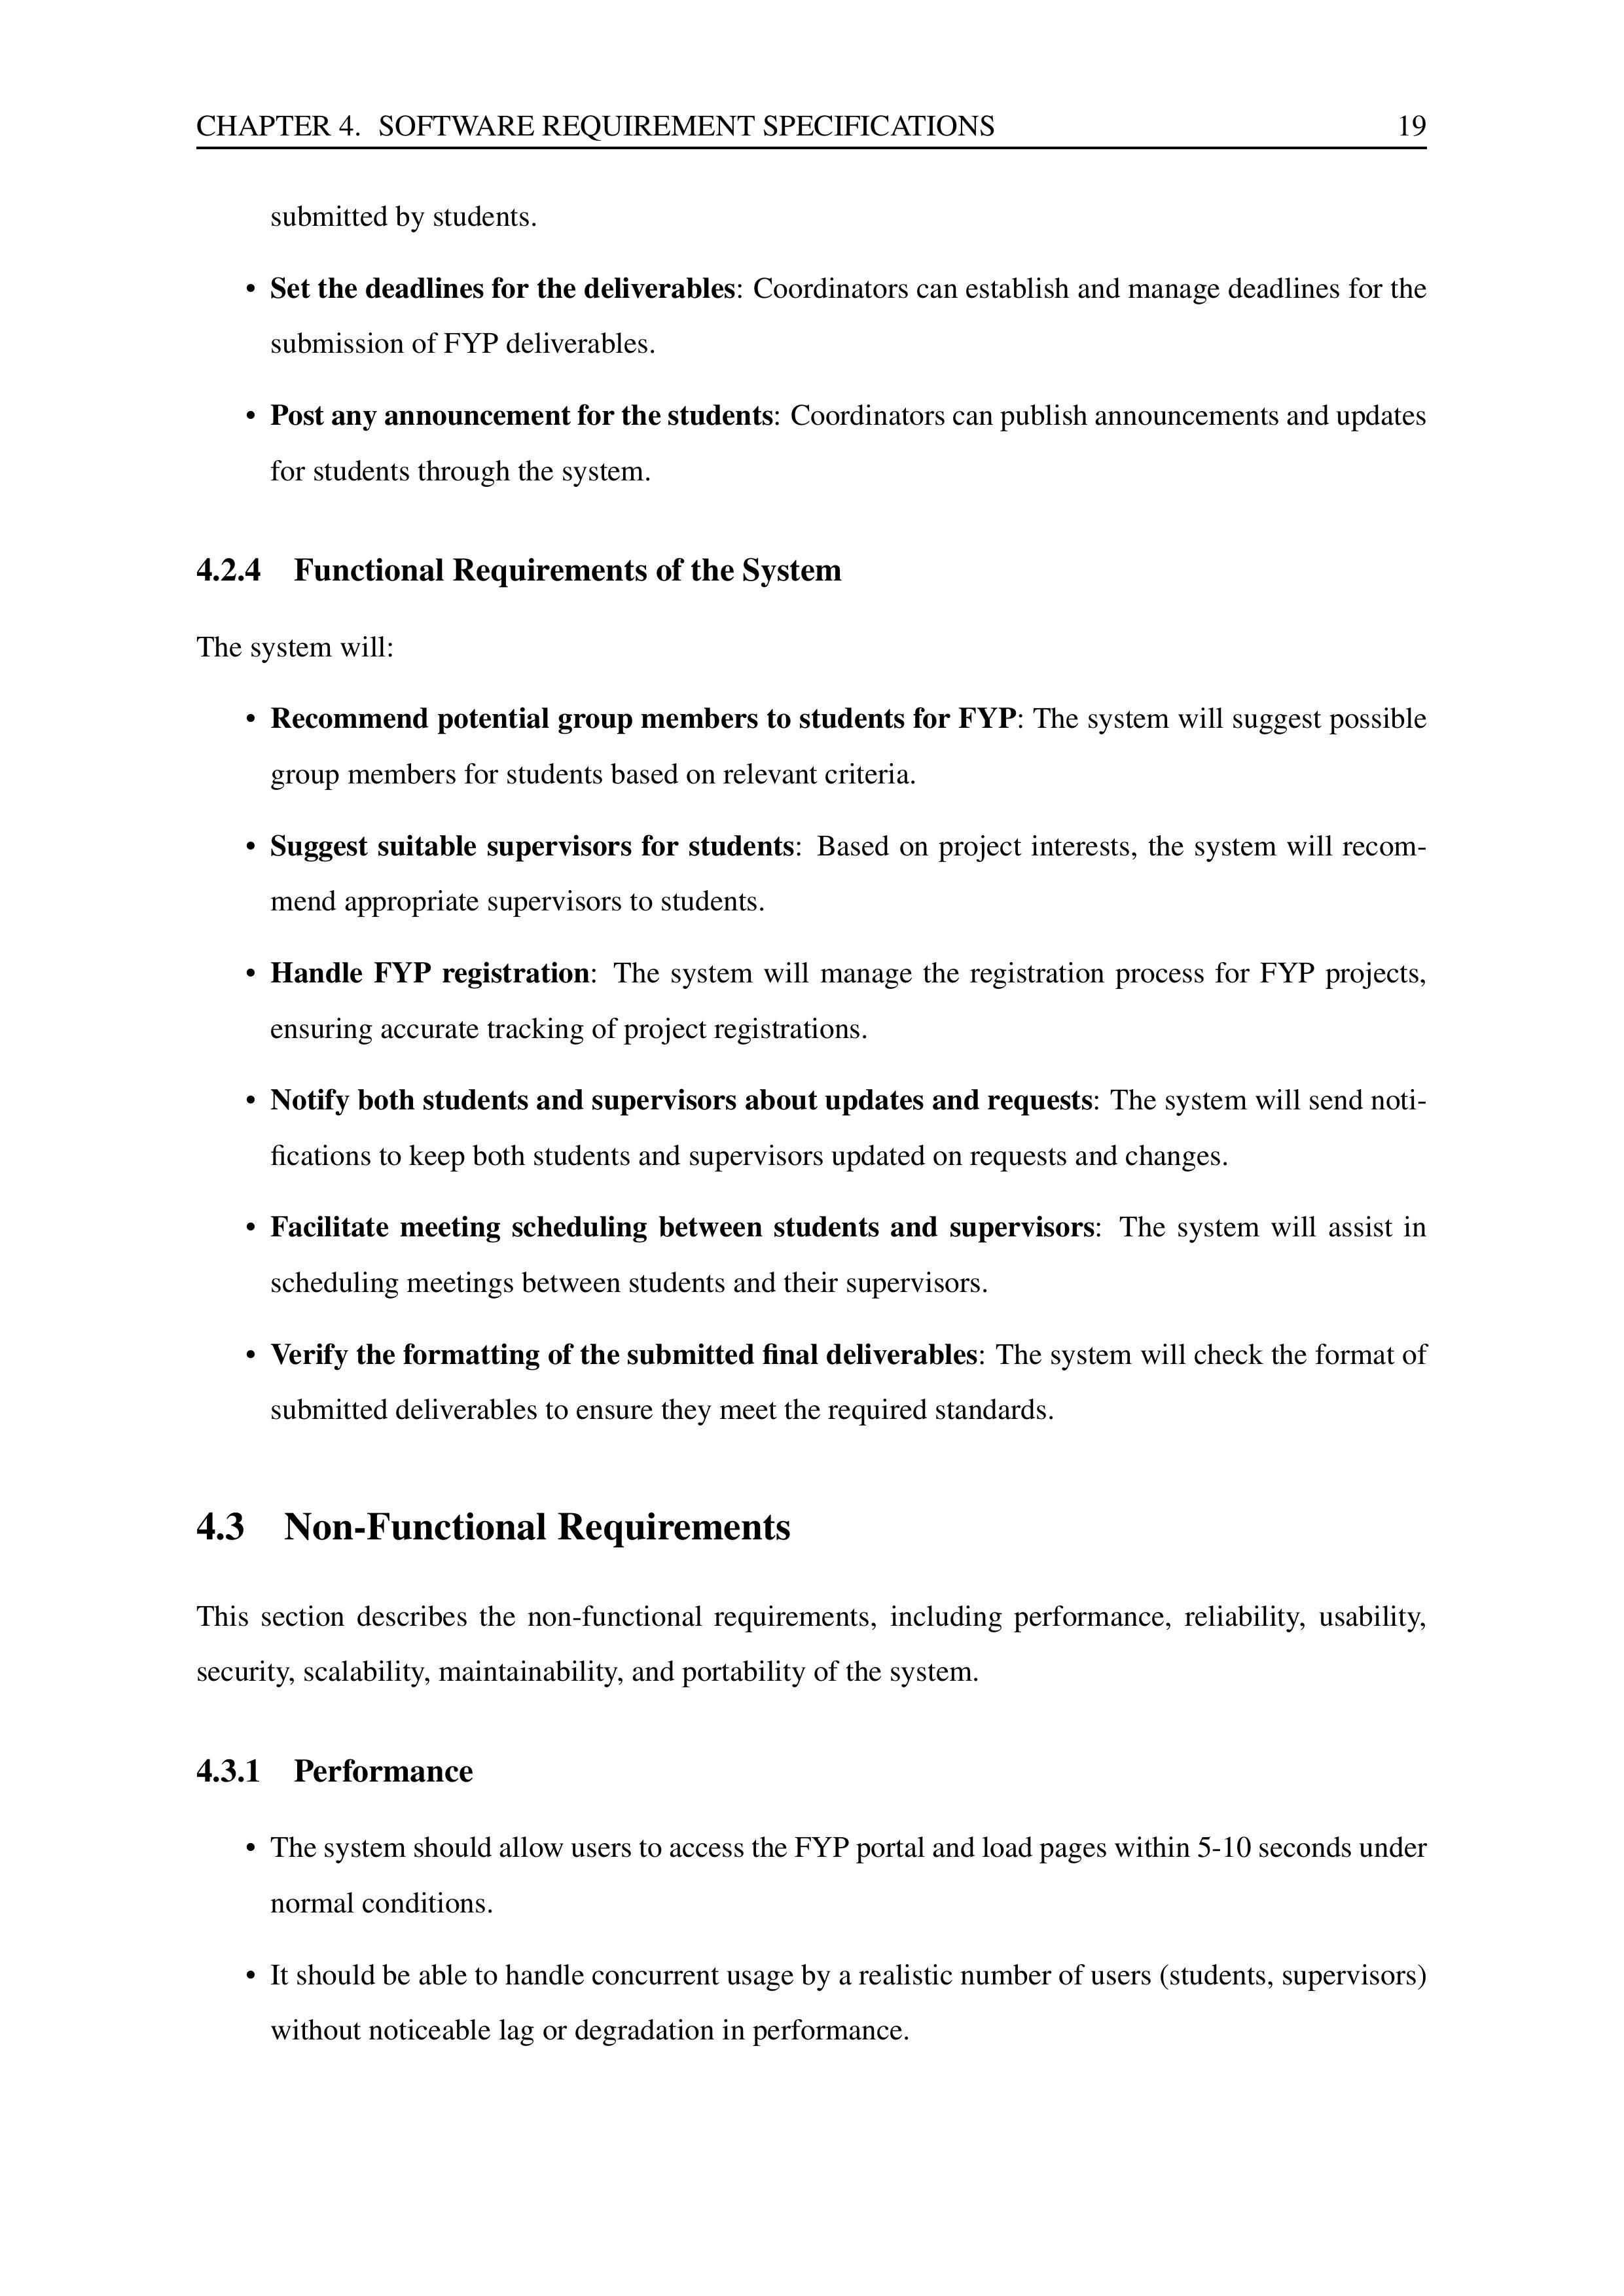 CHAPTER 4. SOFTWARE REQUIREMENT SPECIFICATIONS 19
submitted by students.
• Set the deadlines for the deliverables: Coordinators can establish and manage deadlines for the
submission of FYP deliverables.
• Post any announcement for the students: Coordinators can publish announcements and updates
for students through the system.
4.2.4 Functional Requirements of the System
The system will:
• Recommend potential group members to students for FYP: The system will suggest possible
group members for students based on relevant criteria.
• Suggest suitable supervisors for students: Based on project interests, the system will recom-
mend appropriate supervisors to students.
• Handle FYP registration: The system will manage the registration process for FYP projects,
ensuring accurate tracking of project registrations.
• Notify both students and supervisors about updates and requests: The system will send noti-
fications to keep both students and supervisors updated on requests and changes.
• Facilitate meeting scheduling between students and supervisors: The system will assist in
scheduling meetings between students and their supervisors.
• Verify the formatting of the submitted final deliverables: The system will check the format of
submitted deliverables to ensure they meet the required standards.
4.3 Non-Functional Requirements
This section describes the non-functional requirements, including performance, reliability, usability,
security, scalability, maintainability, and portability of the system.
4.3.1 Performance
• The system should allow users to access the FYP portal and load pages within 5-10 seconds under
normal conditions.
• It should be able to handle concurrent usage by a realistic number of users (students, supervisors)
without noticeable lag or degradation in performance.